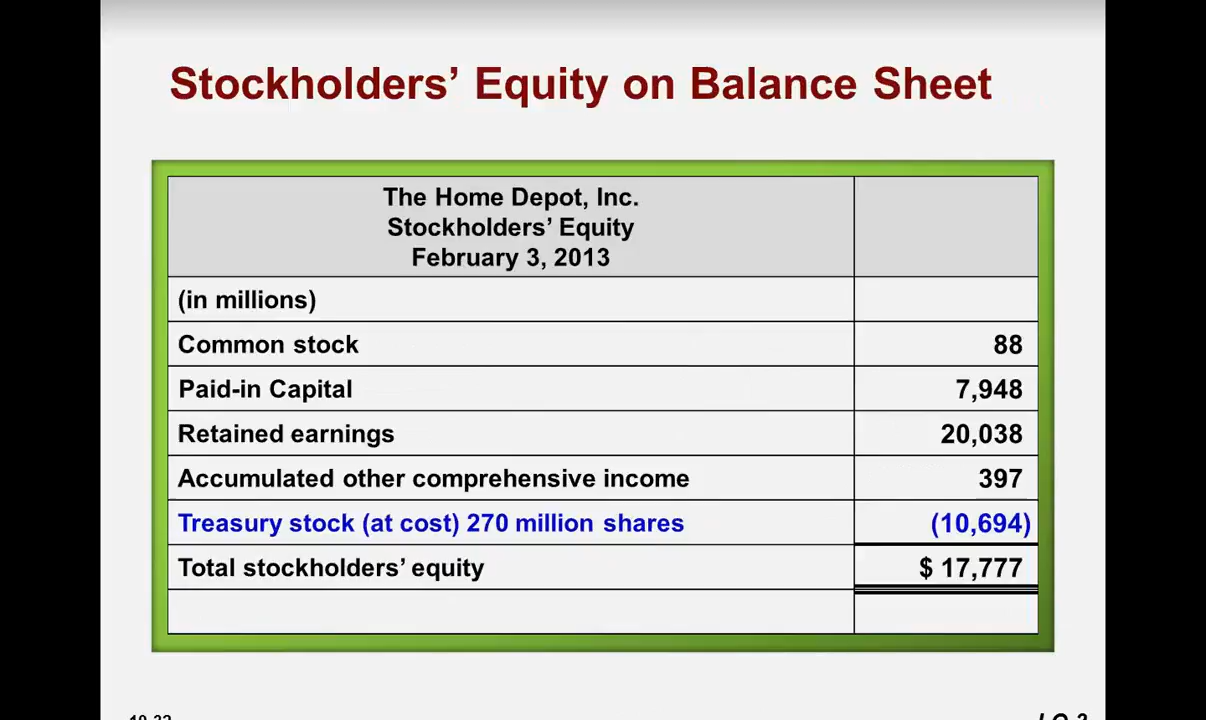 Stockholders’ Equity on Balance Sheet
The Home Depot, Inc.
Stockholders’ Equity
February 3, 2013
(in millions)
Common stock 88
Paid-in Capital 7,948
Retained earnings 20,038
Accumulated other comprehensive income 397
Treasury stock (at cost) 270 million shares (10,694)
Total stockholders’ equity $ 17,777